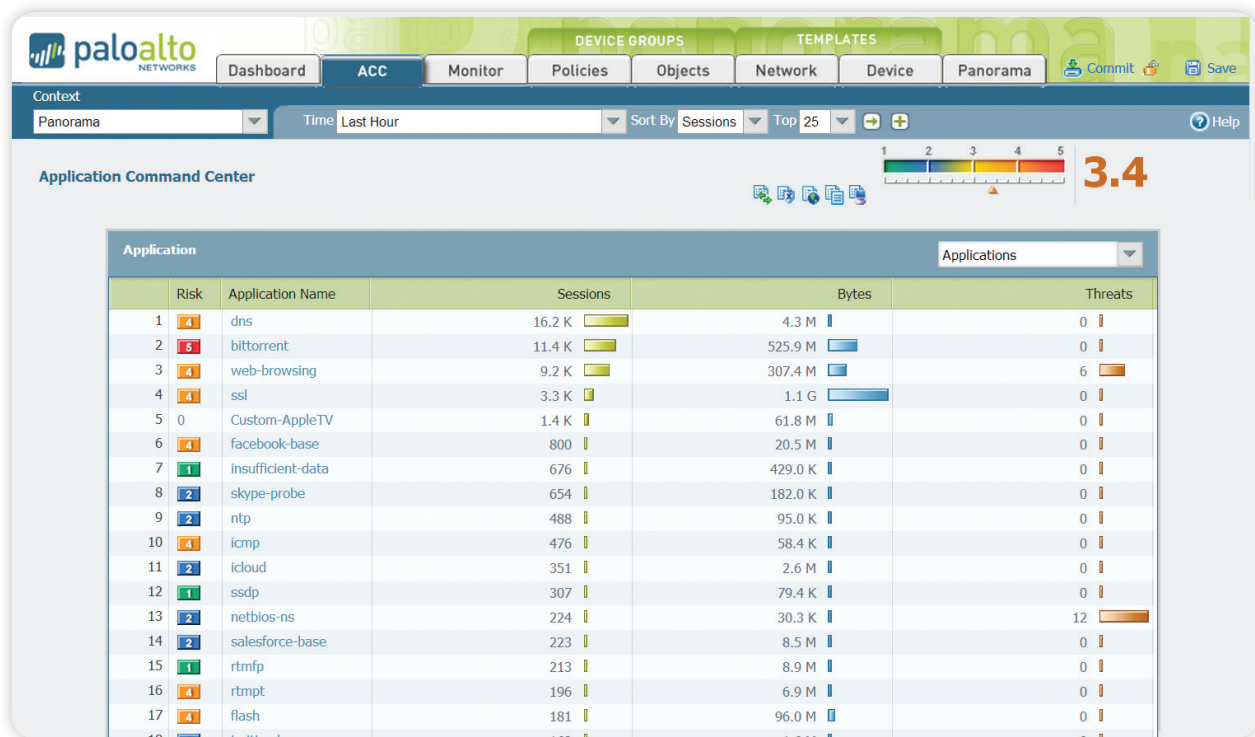 DEVICE GROUPS TEMPLATES
paloalto
NETWORKS
Dashboard ACC Monitor Policies Objects Network Device Panorama Commit Save
Context
Panorama Time Last Hour Sort By Sessions Top 25 Help
1 2 3 4 5
Application Command Center 3.4
Application Applications
Risk Application Name Sessions Bytes Threats
1 4 dns 16.2 K 4.3 M 0
2 5 bittorrent 11.4 K 525.9 M 0
3 4 web-browsing 9.2 K 307.4 M 6
4 4 ssl 3.3 K 1.1 G 0
5 0 Custom-AppleTV 1.4 K 61.8 M 0
6 4 facebook-base 800 20.5 M 0
7 1 insufficient-data 676 429.0 K 0
8 2 skype-probe 654 182.0 K 0
9 2 ntp 488 95.0 K 0
10 4 icmp 476 58.4 K 0
11 2 icloud 351 2.6 M 0
12 1 ssdp 307 79.4 K 0
13 2 netbios-ns 224 30.3 K 12
14 2 salesforce-base 223 8.5 M 0
15 1 rtmfp 213 8.9 M 0
16 4 rtmpt 196 6.9 M 0
17 4 flash 181 96.0 M 0